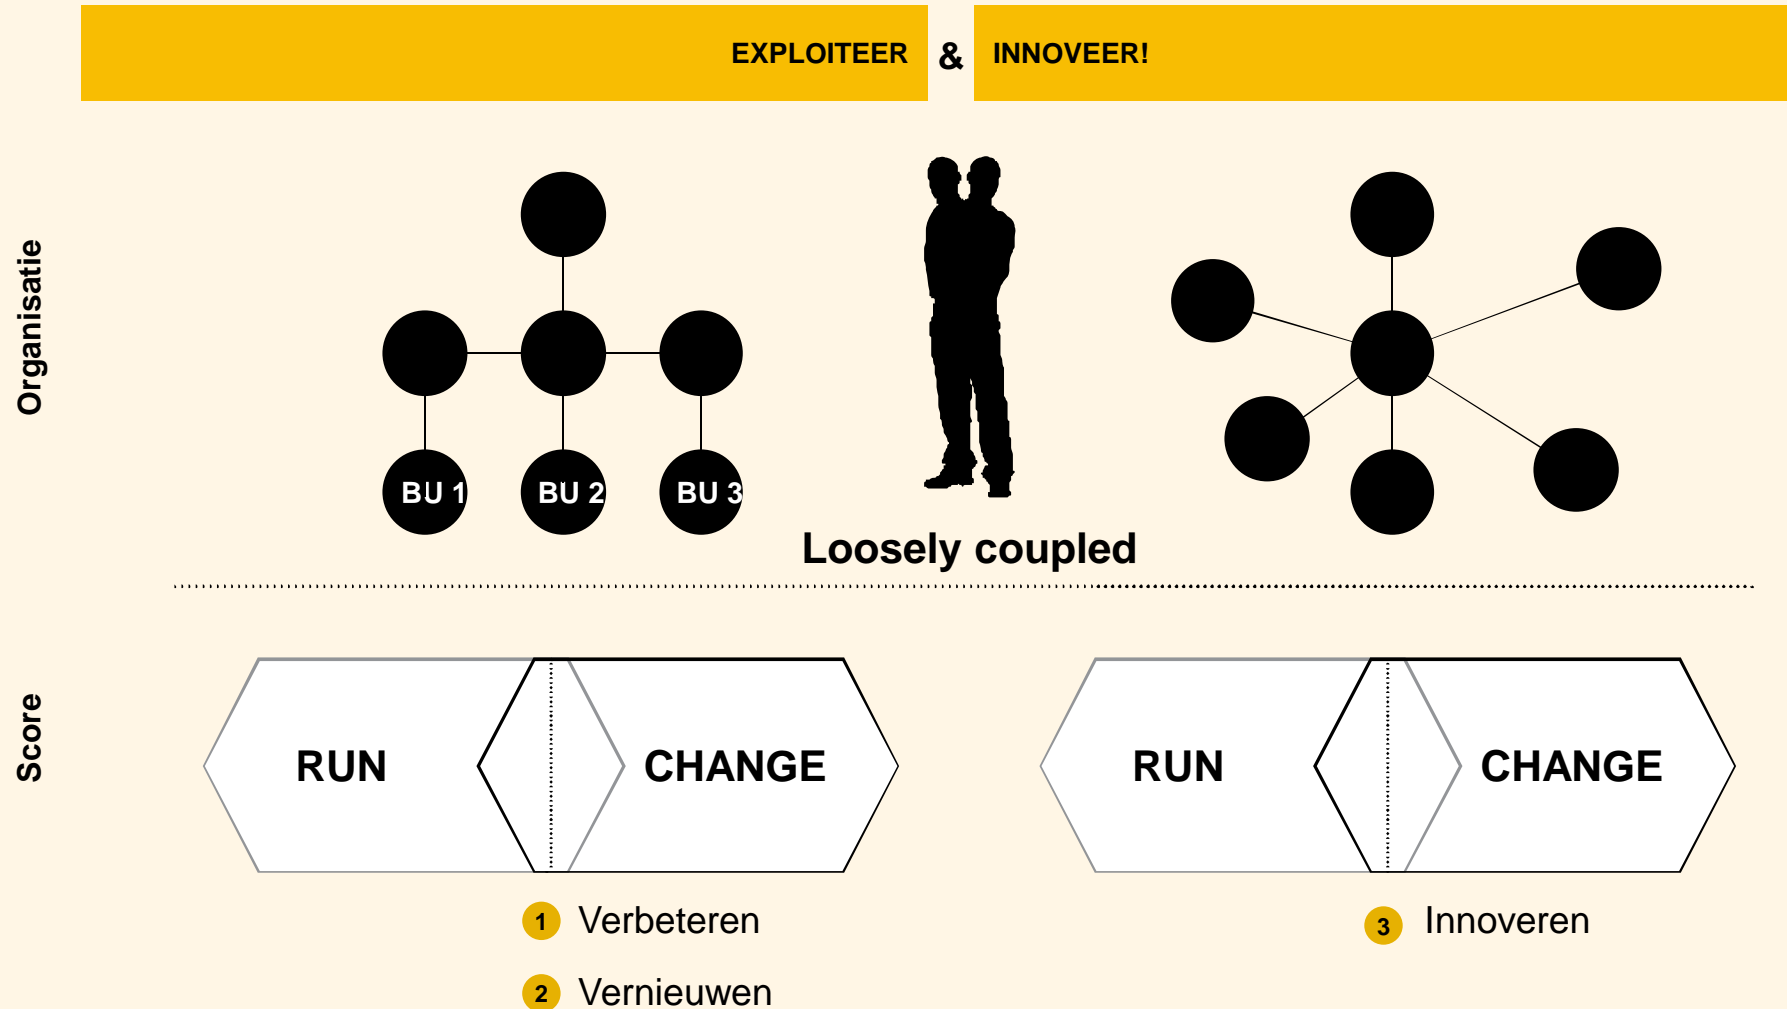 EXPLOITEER & INNOVEER!
Organisatie
BU 1 BU 2 BU 3
Loosely coupled
Score
RUN CHANGE RUN CHANGE
1 Verbeteren 3 Innoveren
2 Vernieuwen